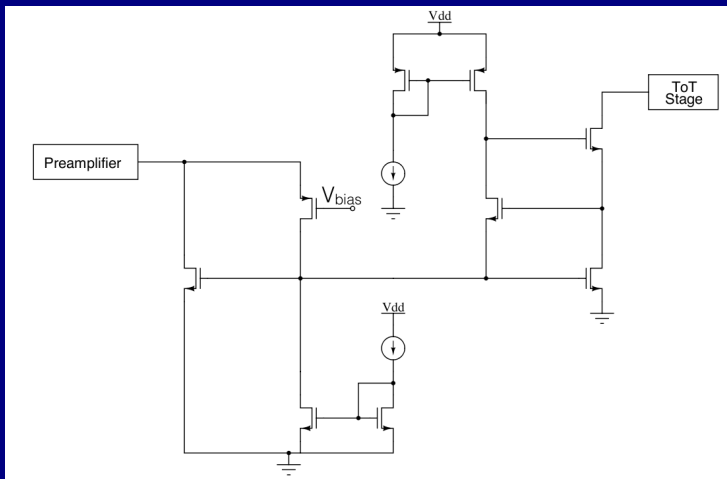 Vdd
ToT
Stage
Preamplifier
Vbias
Vdd